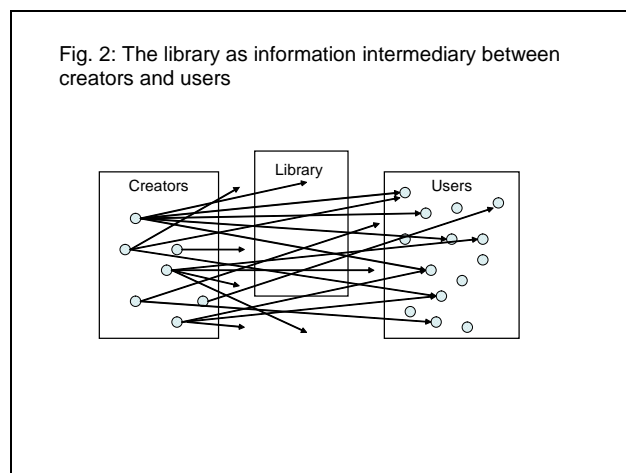 Fig. 2: The library as information intermediary between
creators and users
Library
Creators
Users